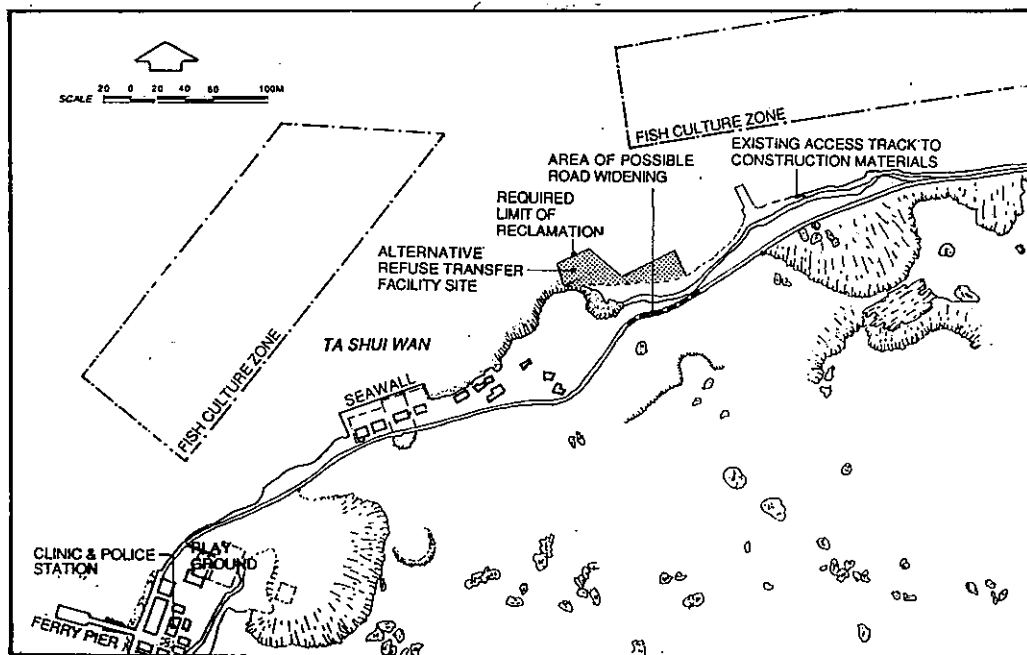 SCALE
20 0 20 40 60 100M
FISH CULTURE ZONE
EXISTING ACCESS TRACK TO
CONSTRUCTION MATERIALS
AREA OF POSSIBLE
ROAD WIDENING
REQUIRED
LIMIT OF
RECLAMATION
ALTERNATIVE
REFUSE TRANSFER
FACILITY SITE
TA SHUI WAN
SEAWALL
FISH CULTURE ZONE
CLINIC & POLICE
STATION
PLAY
GROUND
FERRY PIER